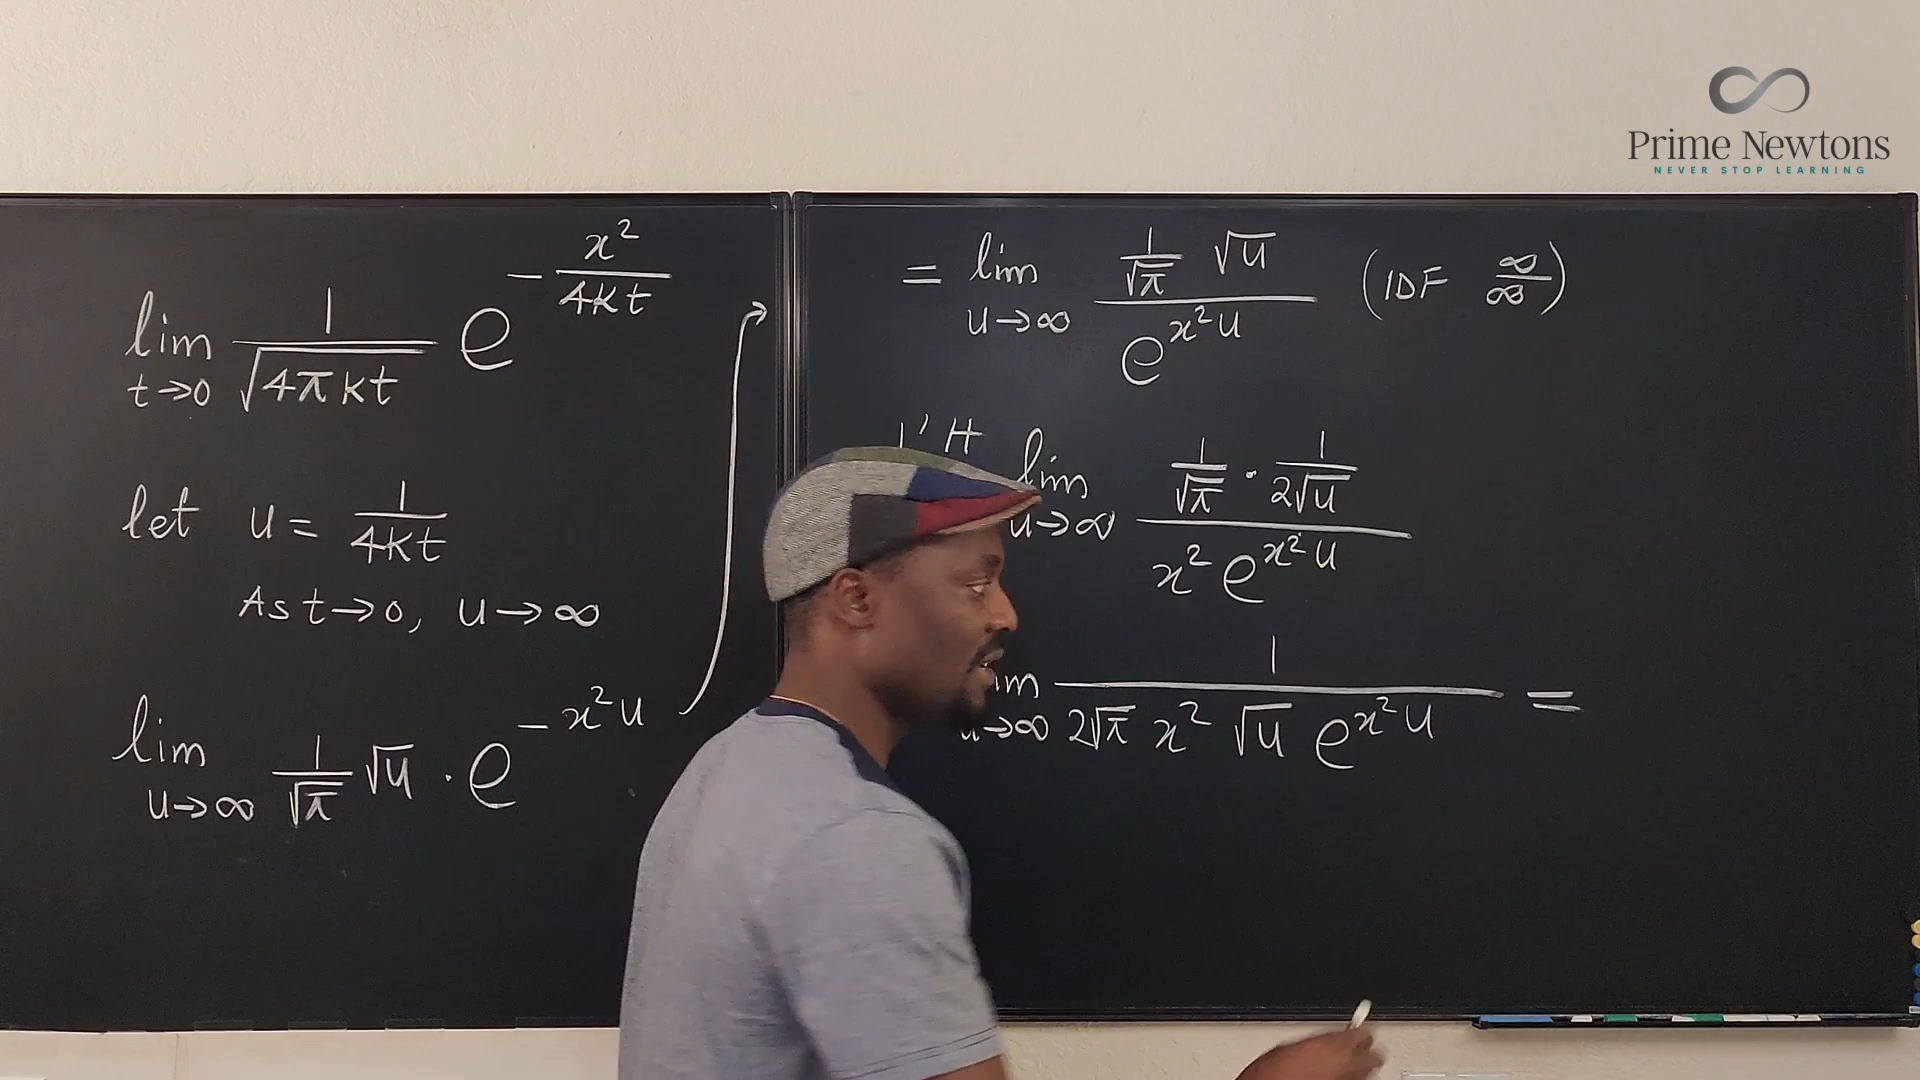 Prime Newtons
NEVER STOP LEARNING
lim t→0 1/√(4πkt) e^(-x²/4kt)
let u = 1/4kt
As t→0, u→∞
lim u→∞ 1/√π √u · e^(-x²u)
= lim u→∞ (1/√π √u)/e^(x²u) (IDF ∞/∞)
L'H lim u→∞ (1/√π · 1/2√u)/(x² e^(x²u))
lim u→∞ 1/(2√π x² √u e^(x²u)) =